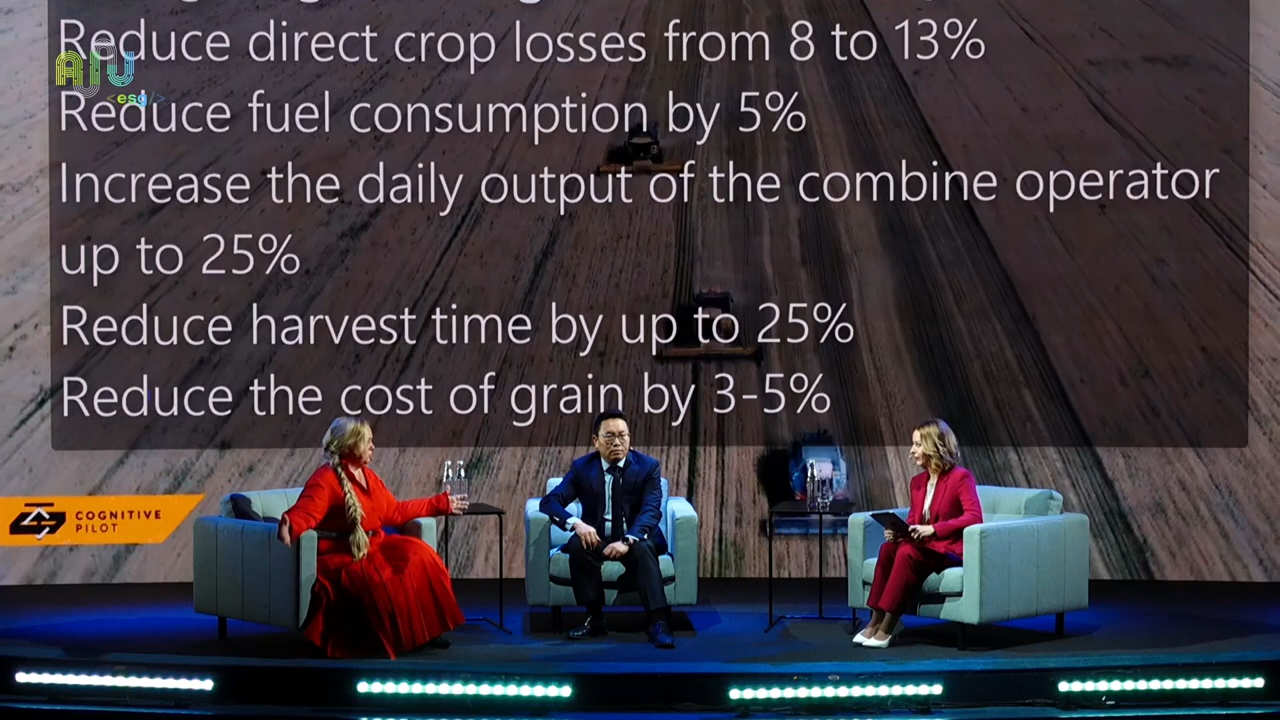 Reduce direct crop losses from 8 to 13%
AJU
<esg/>
Reduce fuel consumption by 5%
Increase the daily output of the combine operator
up to 25%
Reduce harvest time by up to 25%
Reduce the cost of grain by 3-5%
COGNITIVE
PILOT